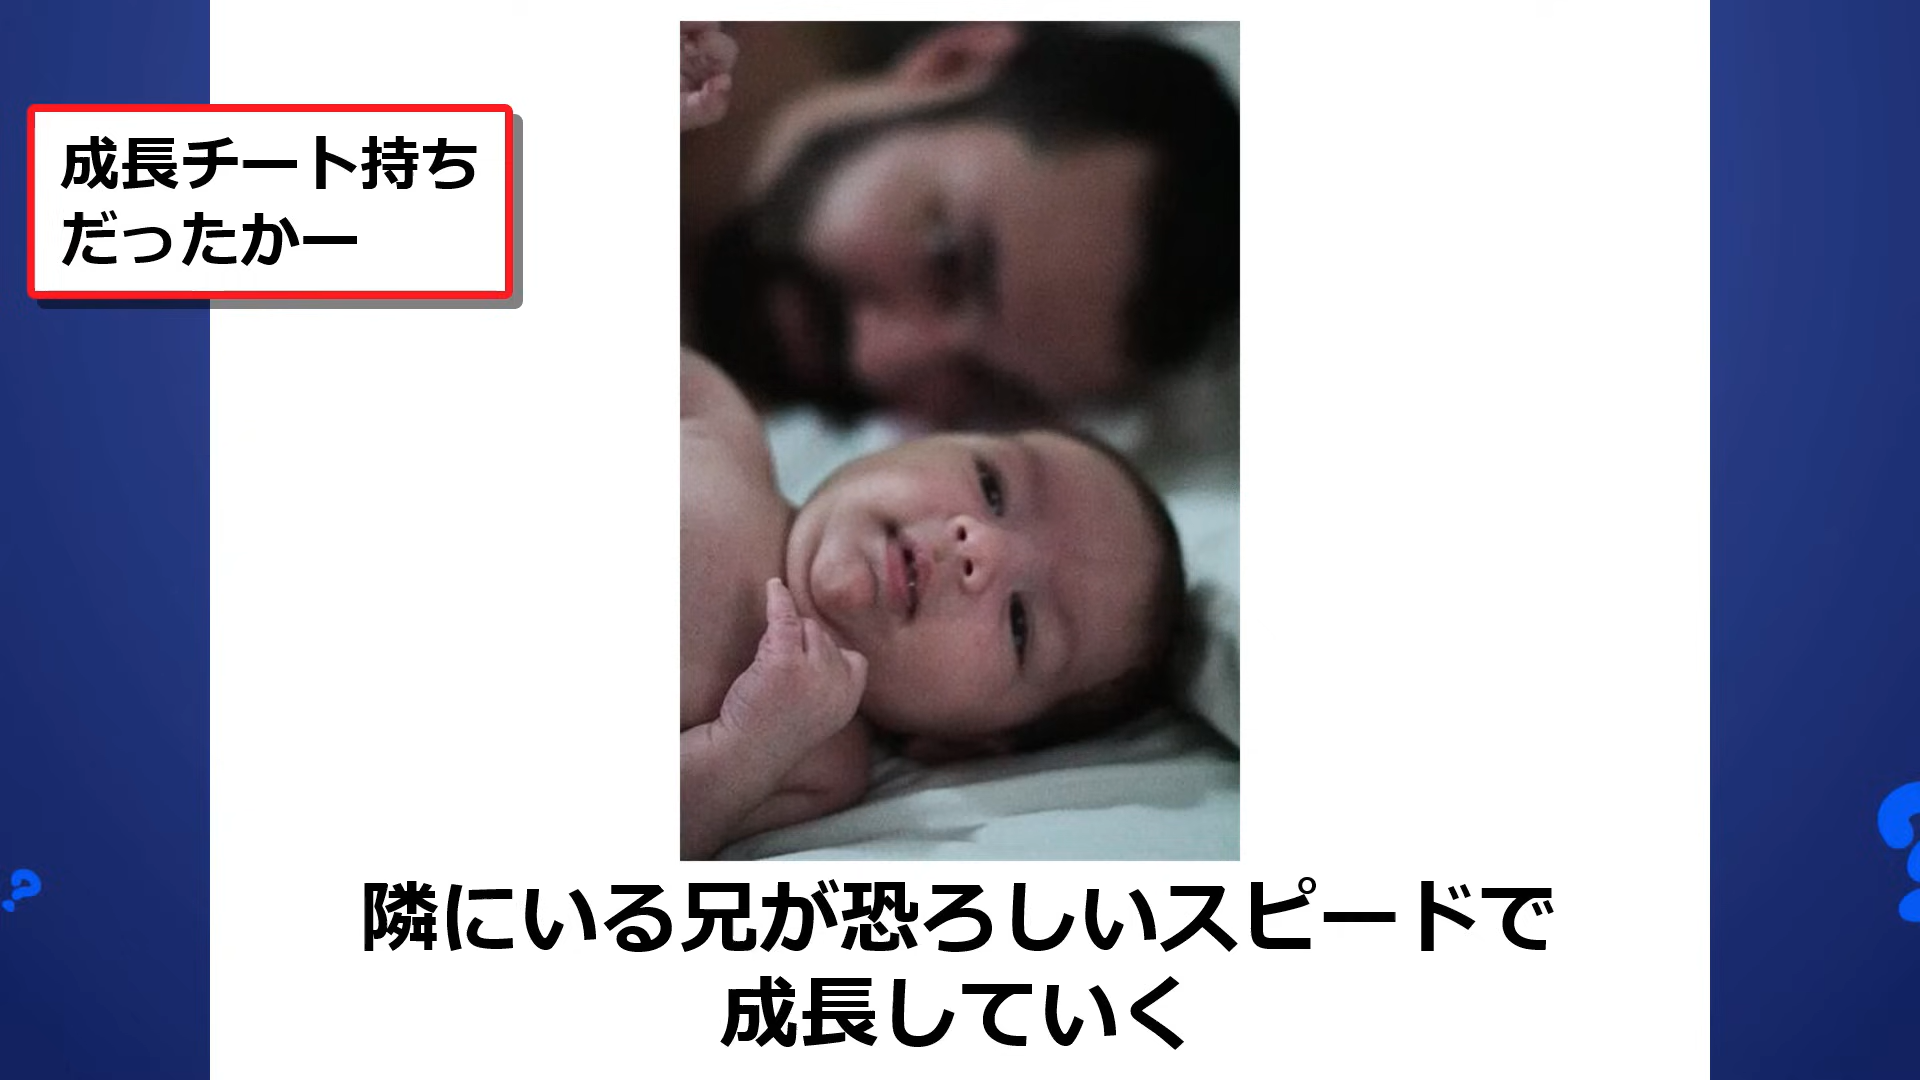 成長チート持ち
だったかー
隣にいる兄が恐ろしいスピードで
成長していく